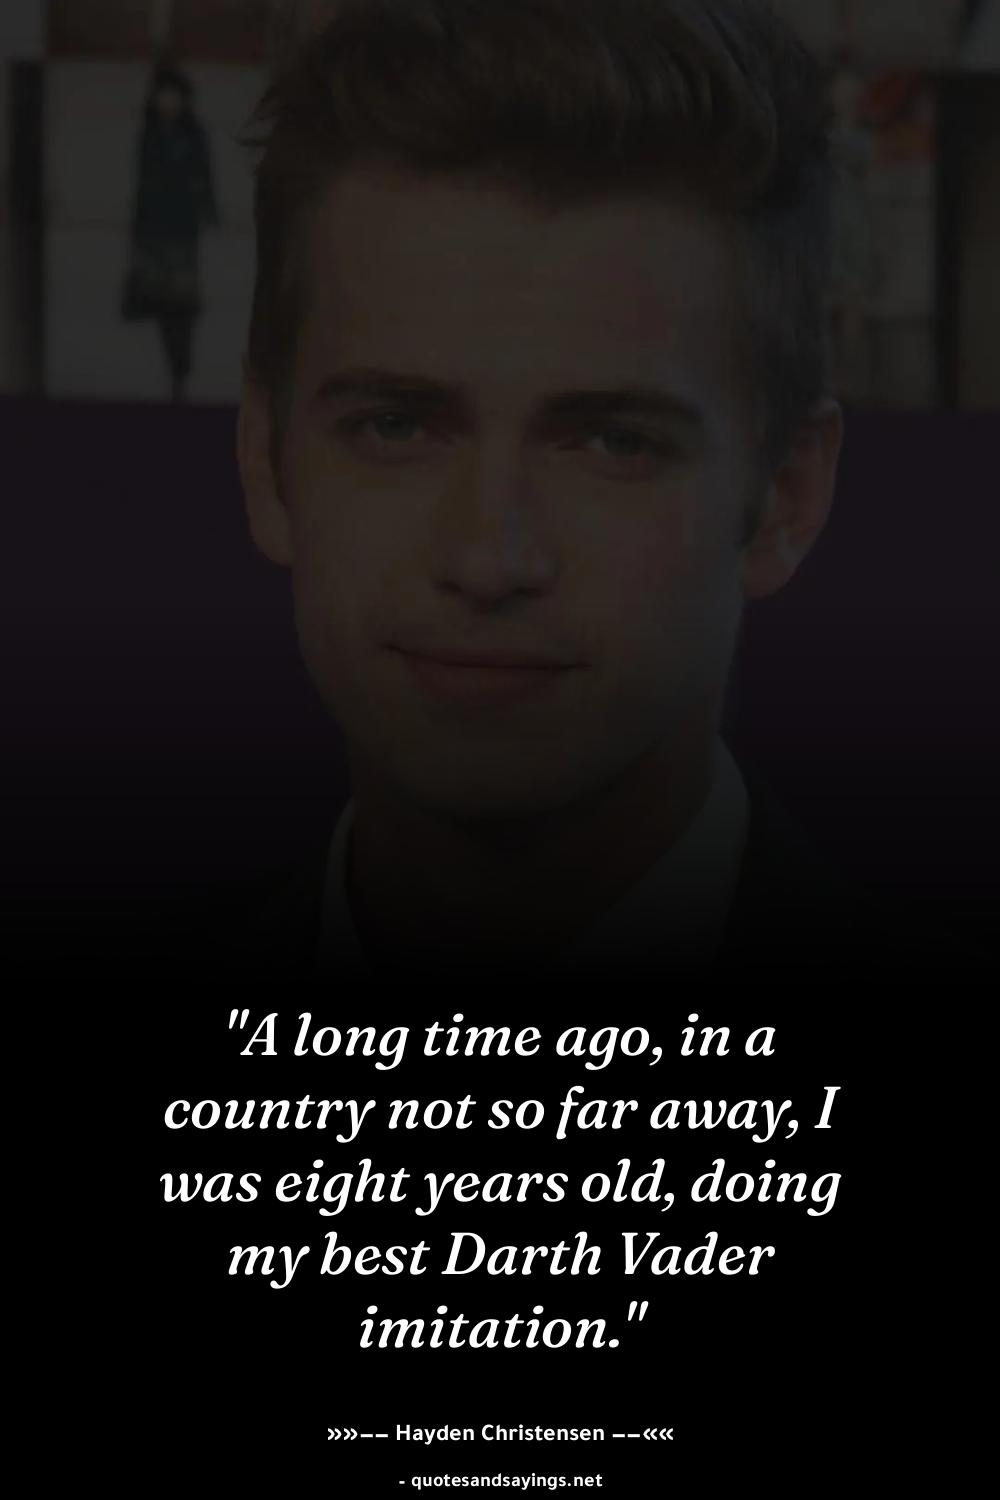 "A long time ago, in a
country not so far away, I
was eight years old, doing
my best Darth Vader
imitation."
»»–– Hayden Christensen ––««
- quotesandsayings.net